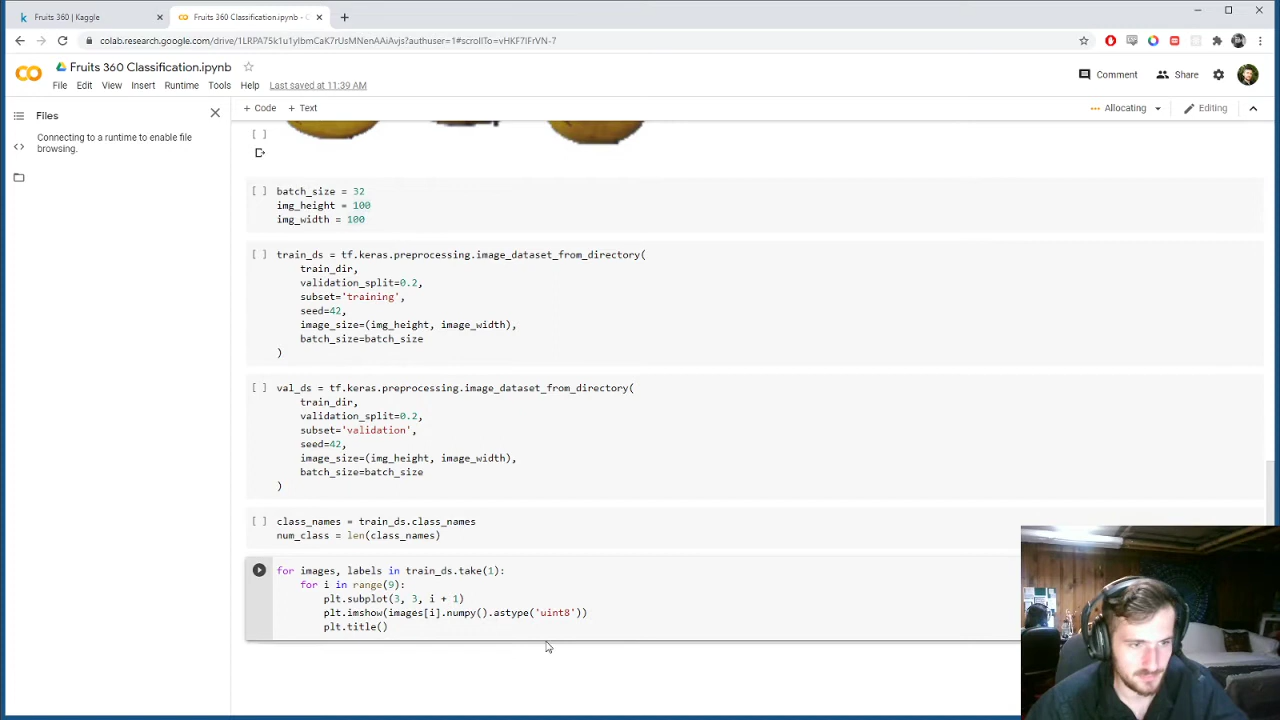 Fruits 360 | Kaggle
Fruits 360 Classification.ipynb - C
colab.research.google.com/drive/1LRPA75k1u1ylbmCaK7rUsMNenAAiAvjs?authuser=1#scrollTo=vHKF7lFrVN-7
Fruits 360 Classification.ipynb
File Edit View Insert Runtime Tools Help Last saved at 11:39 AM
Comment Share
Files
+ Code + Text
Allocating Editing
Connecting to a runtime to enable file
browsing.
[ ]
[ ] batch_size = 32
img_height = 100
img_width = 100
[ ] train_ds = tf.keras.preprocessing.image_dataset_from_directory(
train_dir,
validation_split=0.2,
subset='training',
seed=42,
image_size=(img_height, image_width),
batch_size=batch_size
)
[ ] val_ds = tf.keras.preprocessing.image_dataset_from_directory(
train_dir,
validation_split=0.2,
subset='validation',
seed=42,
image_size=(img_height, image_width),
batch_size=batch_size
)
[ ] class_names = train_ds.class_names
num_class = len(class_names)
for images, labels in train_ds.take(1):
for i in range(9):
plt.subplot(3, 3, i + 1)
plt.imshow(images[i].numpy().astype('uint8'))
plt.title()